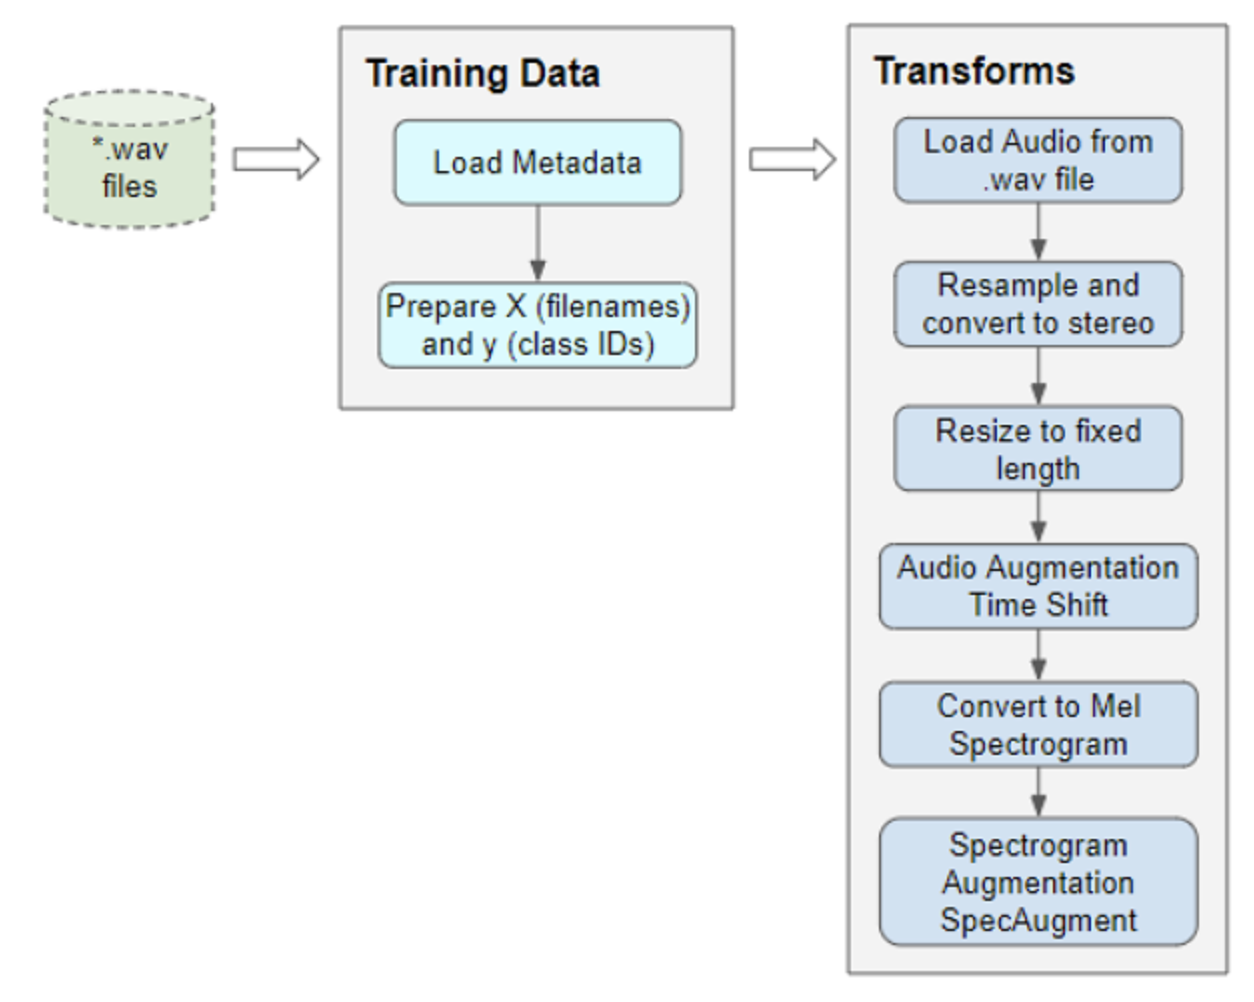 *.wav
files
Training Data
Load Metadata
Prepare X (filenames)
and y (class IDs)
Transforms
Load Audio from
.wav file
Resample and
convert to stereo
Resize to fixed
length
Audio Augmentation
Time Shift
Convert to Mel
Spectrogram
Spectrogram
Augmentation
SpecAugment